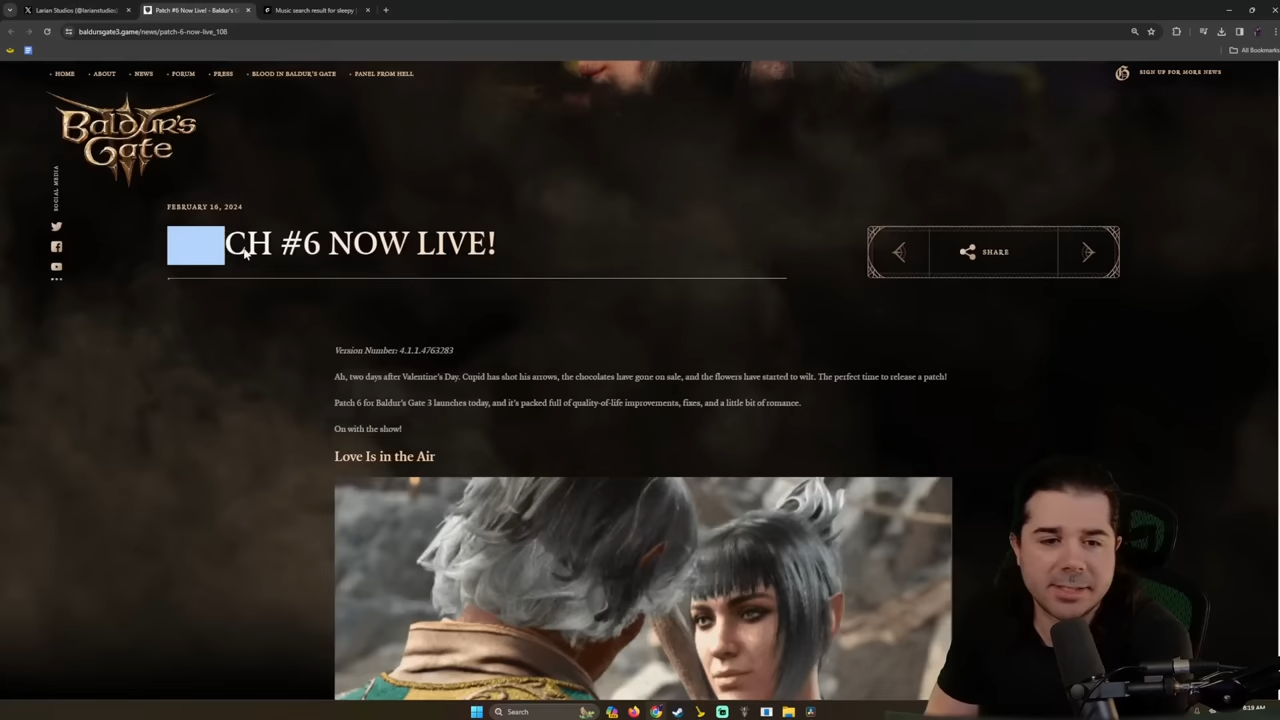 Larian Studios (@larianstudios)
Patch #6 Now Live! - Baldur's G
Music search result for sleepy
baldursgate3.game/news/patch-6-now-live_108
All Bookmarks
HOME
ABOUT
NEWS
FORUM
PRESS
BLOOD IN BALDUR'S GATE
PANEL FROM HELL
SIGN UP FOR MORE NEWS
BALDUR'S
GATE
SOCIAL MEDIA
FEBRUARY 16, 2024
CH #6 NOW LIVE!
SHARE
Version Number: 4.1.1.4763283
Ah, two days after Valentine's Day. Cupid has shot his arrows, the chocolates have gone on sale, and the flowers have started to wilt. The perfect time to release a patch!
Patch 6 for Baldur's Gate 3 launches today, and it's packed full of quality-of-life improvements, fixes, and a little bit of romance.
On with the show!
Love Is in the Air
Search
8:19 AM